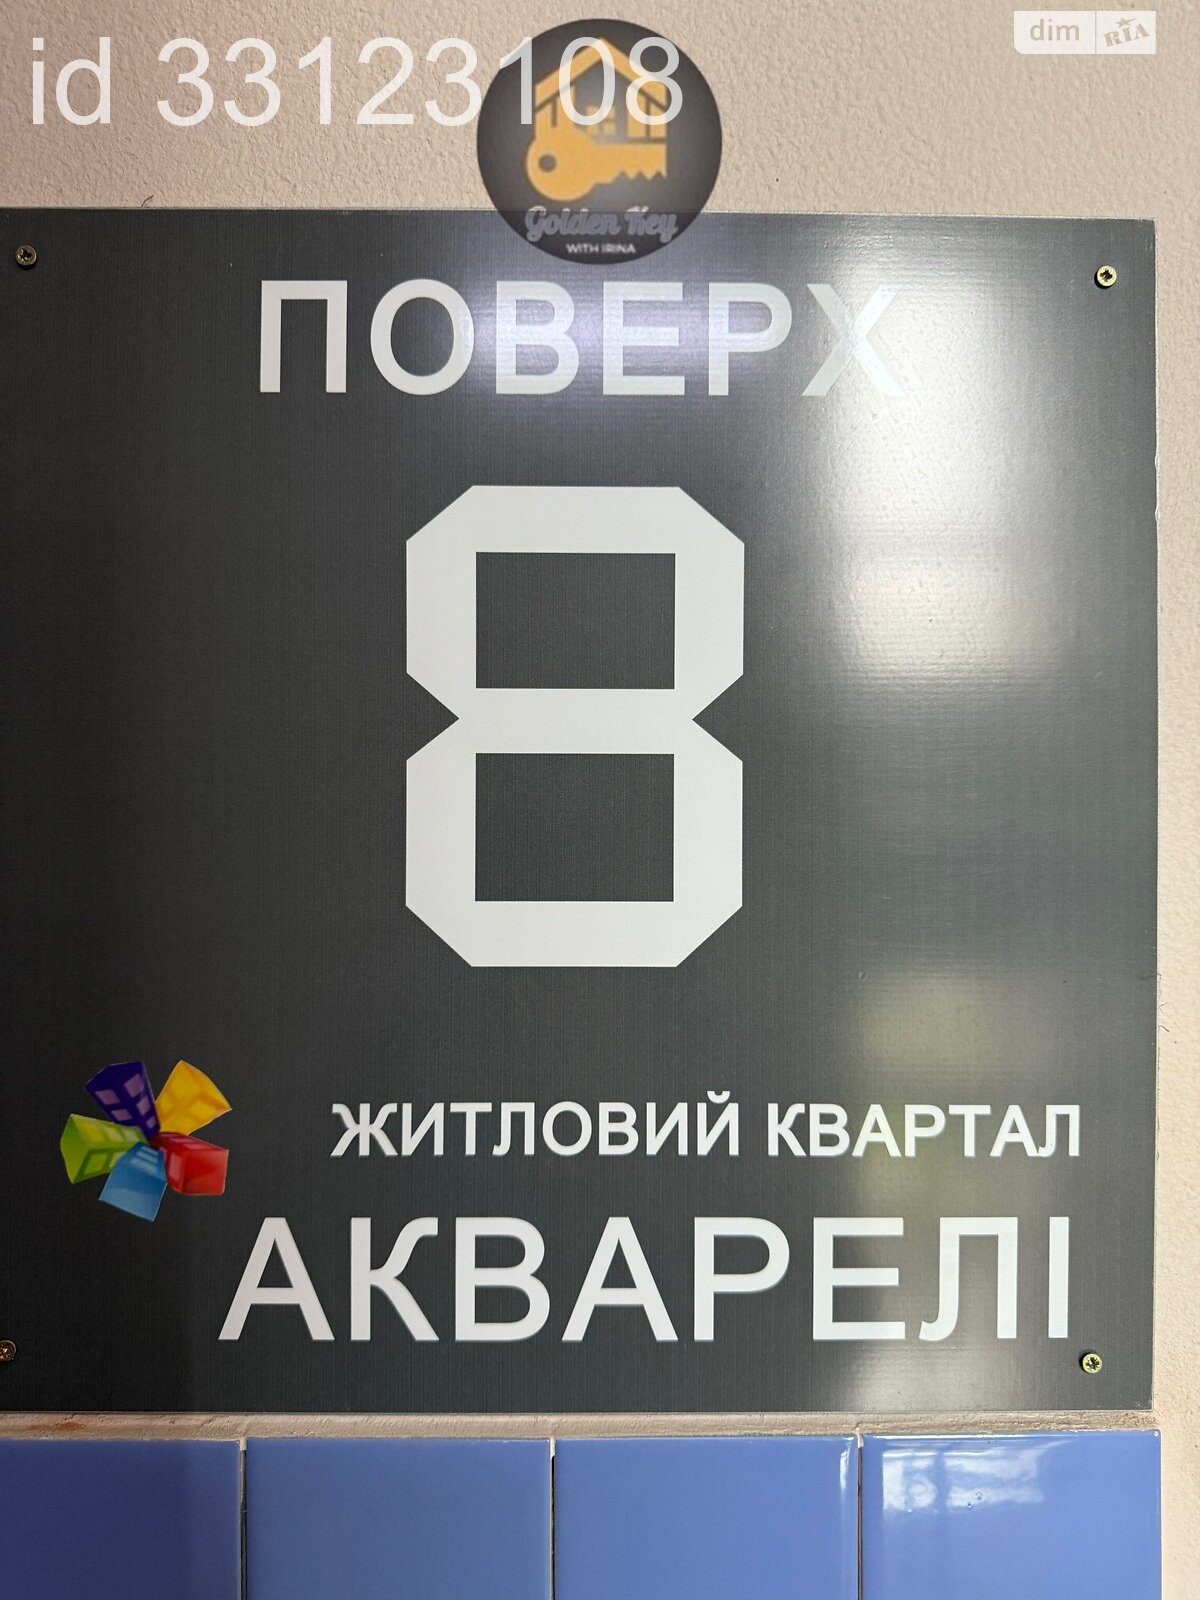 id 33123108
dim RIA
Golden Key
WITH IRINA
ПОВЕРХ
8
ЖИТЛОВИЙ КВАРТАЛ
АКВАРЕЛІ